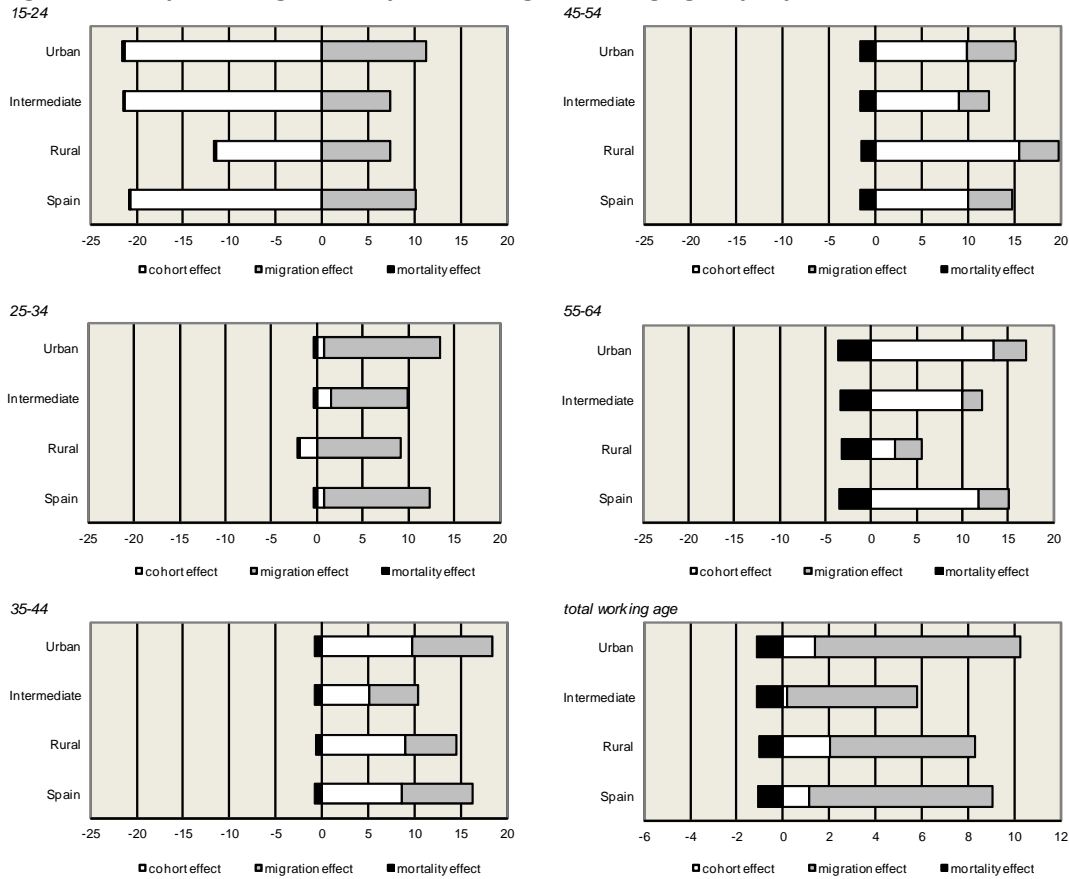 15-24
Urban
Intermediate
Rural
Spain
-25 -20 -15 -10 -5 0 5 10 15 20
cohort effect migration effect mortality effect
45-54
Urban
Intermediate
Rural
Spain
-25 -20 -15 -10 -5 0 5 10 15 20
cohort effect migration effect mortality effect
25-34
Urban
Intermediate
Rural
Spain
-25 -20 -15 -10 -5 0 5 10 15 20
cohort effect migration effect mortality effect
55-64
Urban
Intermediate
Rural
Spain
-25 -20 -15 -10 -5 0 5 10 15 20
cohort effect migration effect mortality effect
35-44
Urban
Intermediate
Rural
Spain
-25 -20 -15 -10 -5 0 5 10 15 20
cohort effect migration effect mortality effect
total working age
Urban
Intermediate
Rural
Spain
-6 -4 -2 0 2 4 6 8 10 12
cohort effect migration effect mortality effect